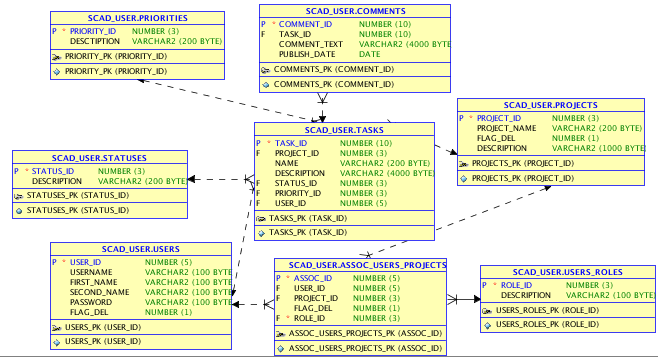 SCAD_USER.PRIORITIES
P * PRIORITY_ID NUMBER (3)
DESCTIPTION VARCHAR2 (200 BYTE)
PRIORITY_PK (PRIORITY_ID)
PRIORITY_PK (PRIORITY_ID)
SCAD_USER.COMMENTS
P * COMMENT_ID NUMBER (10)
F TASK_ID NUMBER (10)
COMMENT_TEXT VARCHAR2 (4000 BYTE
PUBLISH_DATE DATE
COMMENTS_PK (COMMENT_ID)
COMMENTS_PK (COMMENT_ID)
SCAD_USER.PROJECTS
P * PROJECT_ID NUMBER (3)
PROJECT_NAME VARCHAR2 (200 BYTE)
FLAG_DEL NUMBER (1)
DESCRIPTION VARCHAR2 (1000 BYTE)
PROJECTS_PK (PROJECT_ID)
PROJECTS_PK (PROJECT_ID)
SCAD_USER.TASKS
P * TASK_ID NUMBER (10)
F PROJECT_ID NUMBER (3)
NAME VARCHAR2 (200 BYTE)
DESCRIPTION VARCHAR2 (4000 BYTE)
F STATUS_ID NUMBER (3)
F PRIORITY_ID NUMBER (3)
F USER_ID NUMBER (5)
TASKS_PK (TASK_ID)
TASKS_PK (TASK_ID)
SCAD_USER.STATUSES
P * STATUS_ID NUMBER (3)
DESCRIPTION VARCHAR2 (200 BYTE)
STATUSES_PK (STATUS_ID)
STATUSES_PK (STATUS_ID)
SCAD_USER.USERS
P * USER_ID NUMBER (5)
USERNAME VARCHAR2 (100 BYTE)
FIRST_NAME VARCHAR2 (100 BYTE)
SECOND_NAME VARCHAR2 (100 BYTE)
PASSWORD VARCHAR2 (100 BYTE)
FLAG_DEL NUMBER (1)
USERS_PK (USER_ID)
USERS_PK (USER_ID)
SCAD_USER.ASSOC_USERS_PROJECTS
P * ASSOC_ID NUMBER (5)
F USER_ID NUMBER (5)
F PROJECT_ID NUMBER (3)
FLAG_DEL NUMBER (1)
F * ROLE_ID NUMBER (3)
ASSOC_USERS_PROJECTS_PK (ASSOC_ID)
ASSOC_USERS_PROJECTS_PK (ASSOC_ID)
SCAD_USER.USERS_ROLES
P * ROLE_ID NUMBER (3)
DESCRIPTION VARCHAR2 (100 BYTE)
USERS_ROLES_PK (ROLE_ID)
USERS_ROLES_PK (ROLE_ID)